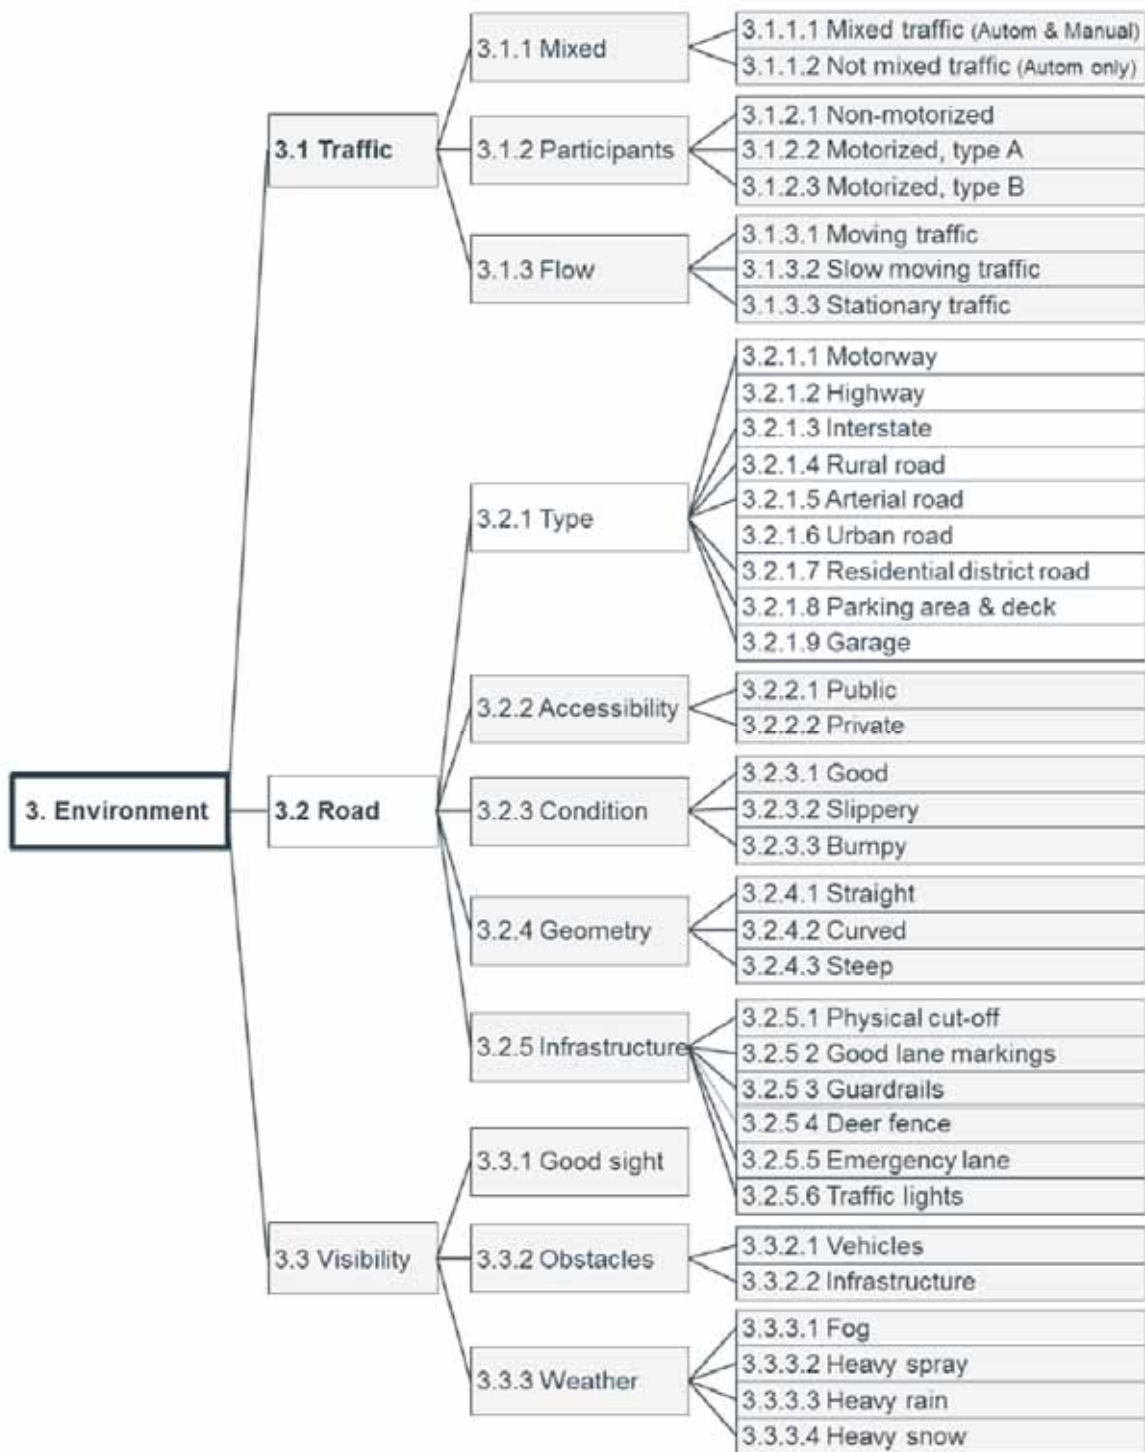 3. Environment
3.1 Traffic
3.1.1 Mixed
3.1.1.1 Mixed traffic (Autom & Manual)
3.1.1.2 Not mixed traffic (Autom only)
3.1.2 Participants
3.1.2.1 Non-motorized
3.1.2.2 Motorized, type A
3.1.2.3 Motorized, type B
3.1.3 Flow
3.1.3.1 Moving traffic
3.1.3.2 Slow moving traffic
3.1.3.3 Stationary traffic
3.2 Road
3.2.1 Type
3.2.1.1 Motorway
3.2.1.2 Highway
3.2.1.3 Interstate
3.2.1.4 Rural road
3.2.1.5 Arterial road
3.2.1.6 Urban road
3.2.1.7 Residential district road
3.2.1.8 Parking area & deck
3.2.1.9 Garage
3.2.2 Accessibility
3.2.2.1 Public
3.2.2.2 Private
3.2.3 Condition
3.2.3.1 Good
3.2.3.2 Slippery
3.2.3.3 Bumpy
3.2.4 Geometry
3.2.4.1 Straight
3.2.4.2 Curved
3.2.4.3 Steep
3.2.5 Infrastructure
3.2.5.1 Physical cut-off
3.2.5 2 Good lane markings
3.2.5 3 Guardrails
3.2.5 4 Deer fence
3.2.5.5 Emergency lane
3.2.5.6 Traffic lights
3.3 Visibility
3.3.1 Good sight
3.3.2 Obstacles
3.3.2.1 Vehicles
3.3.2.2 Infrastructure
3.3.3 Weather
3.3.3.1 Fog
3.3.3.2 Heavy spray
3.3.3.3 Heavy rain
3.3.3.4 Heavy snow